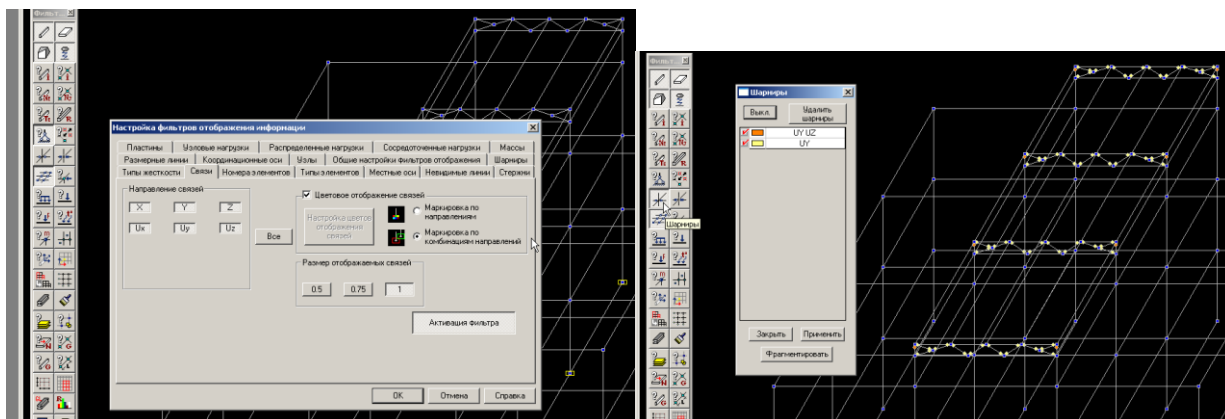 Фильт...
Настройка фильтров отображения информации
Пластины Узловые нагрузки Распределенные нагрузки Сосредоточенные нагрузки Массы
Размерные линии Координационные оси Узлы Общие настройки фильтров отображения Шарниры
Типы жесткости Связи Номера элементов Типы элементов Местные оси Невидимые линии Стержни
Направление связей
X Y Z
Ux Uy Uz
Все
Цветовое отображение связей
Настройка цветов
отображения
связей
Маркировка по
направлениям
Маркировка по
комбинациям направлений
Размер отображаемых связей
0.5 0.75 1
Активация фильтра
OK Отмена Справка
Фильт...
Шарниры
Выкл. Удалить
шарниры
UY UZ
UY
Закрыть Применить
Фрагментировать
Шарниры